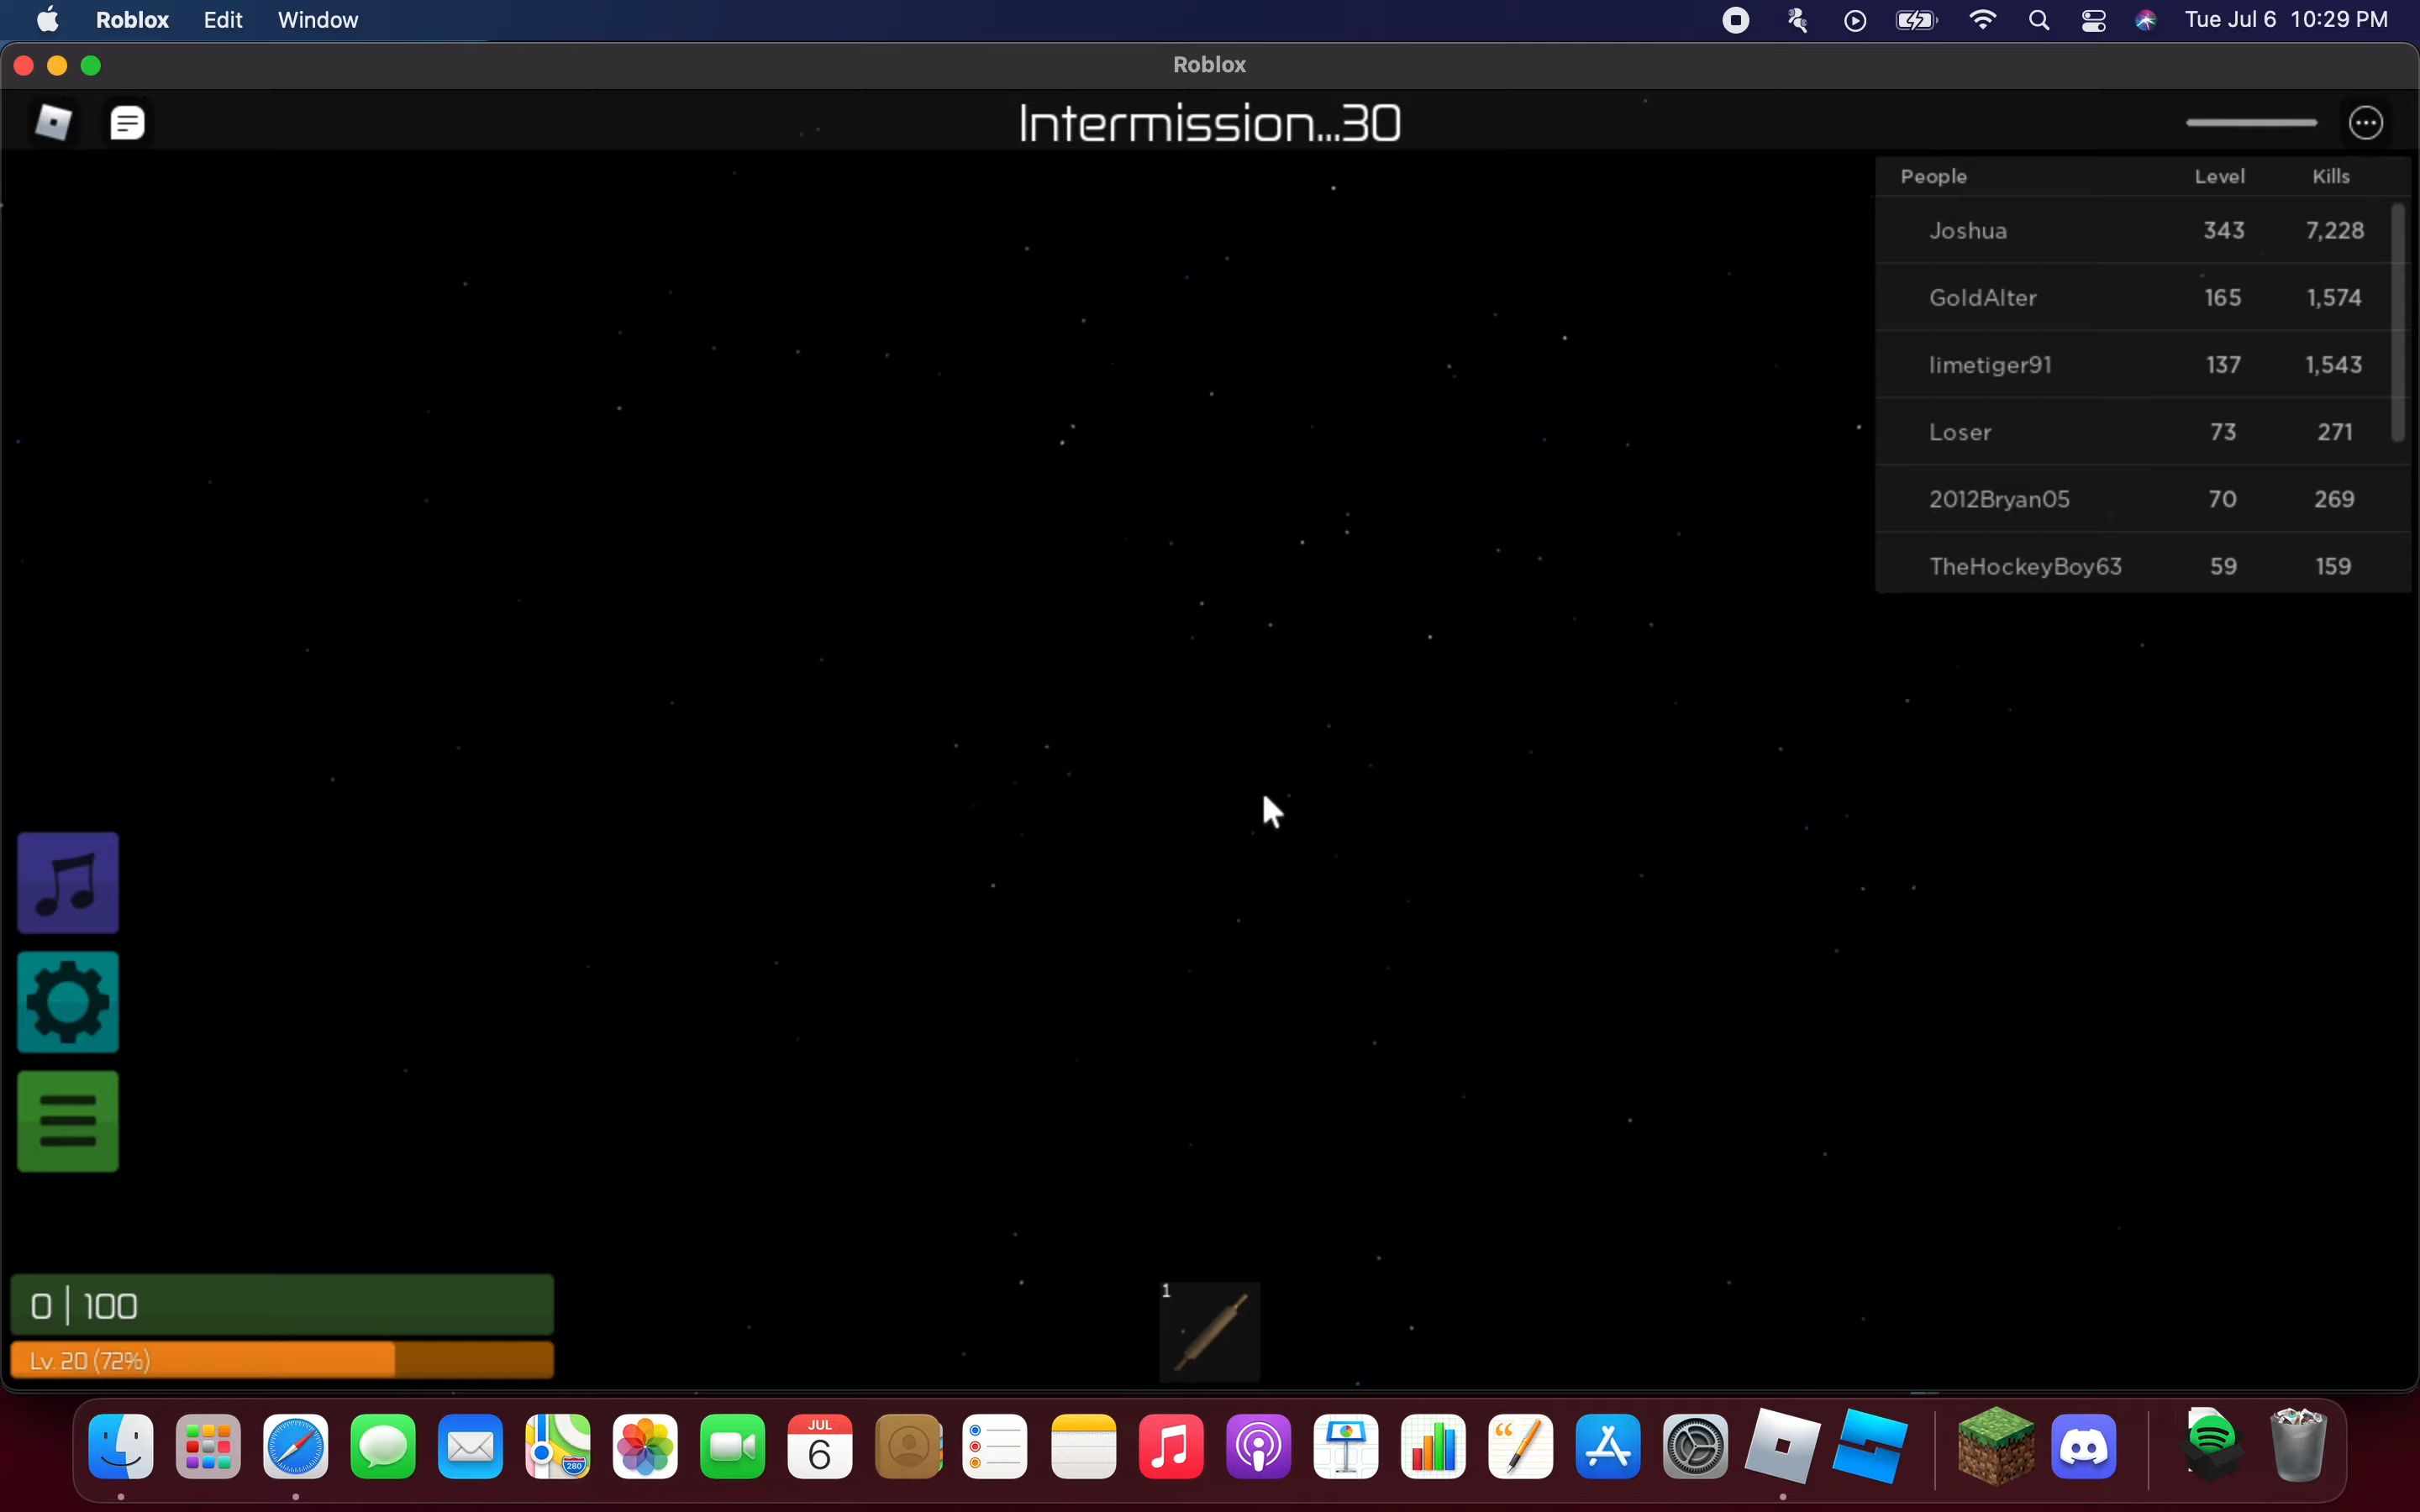 Roblox Edit Window Tue Jul 6 10:29 PM
Roblox
Intermission...30
People Level Kills
Joshua 343 7,228
GoldAlter 165 1,574
limetiger91 137 1,543
Loser 73 271
2012Bryan05 70 269
TheHockeyBoy63 59 159
0 | 100
Lv. 20 (72%)
1
JUL
6
280